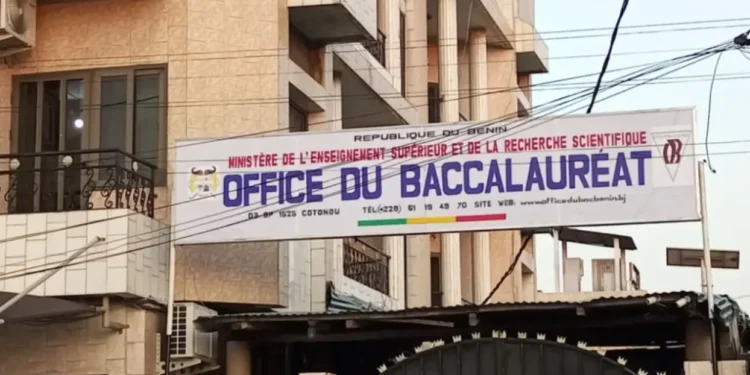 REPUBLIQUE DU BENIN
MINISTÈRE DE L'ENSEIGNEMENT SUPÉRIEUR ET DE LA RECHERCHE SCIENTIFIQUE
OFFICE DU BACCALAURÉAT
OB
03 BP 1525 COTONOU TÉL(+229) 61 19 49 70 SITE WEB: www.officedubacbenin.bj